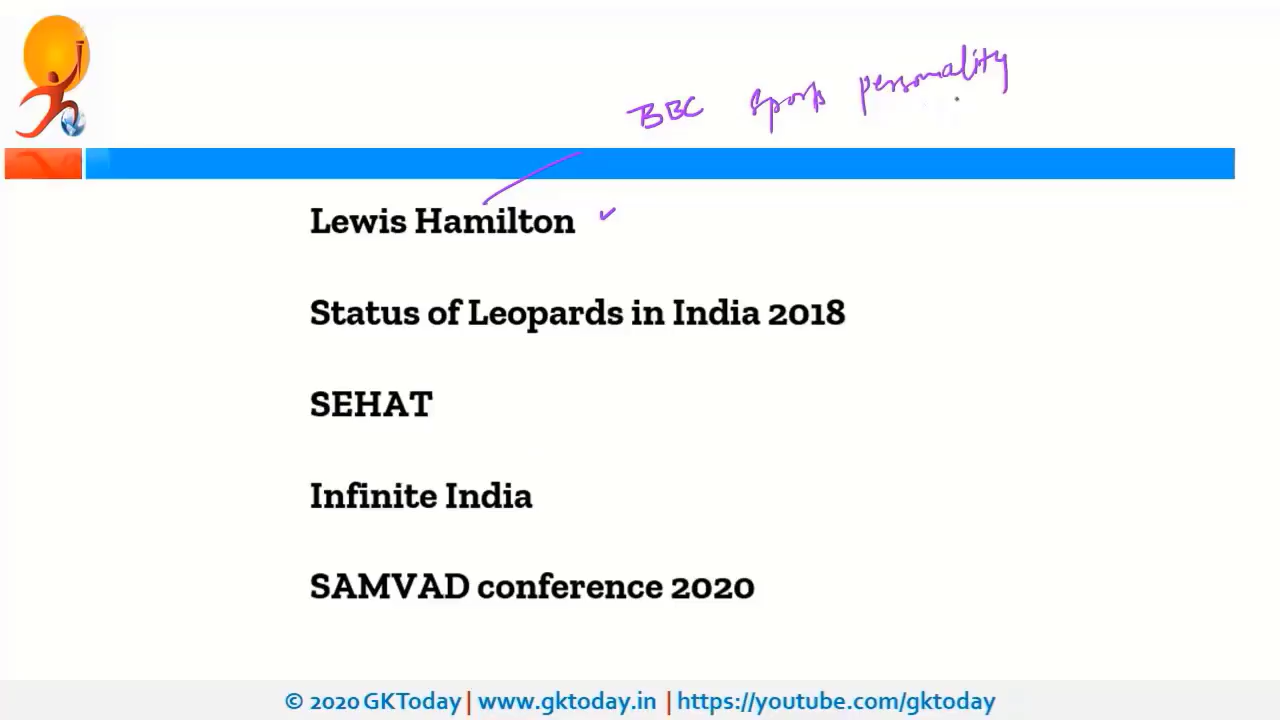 BBC Sports personality
Lewis Hamilton
Status of Leopards in India 2018
SEHAT
Infinite India
SAMVAD conference 2020
© 2020 GKToday | www.gktoday.in | https://youtube.com/gktoday